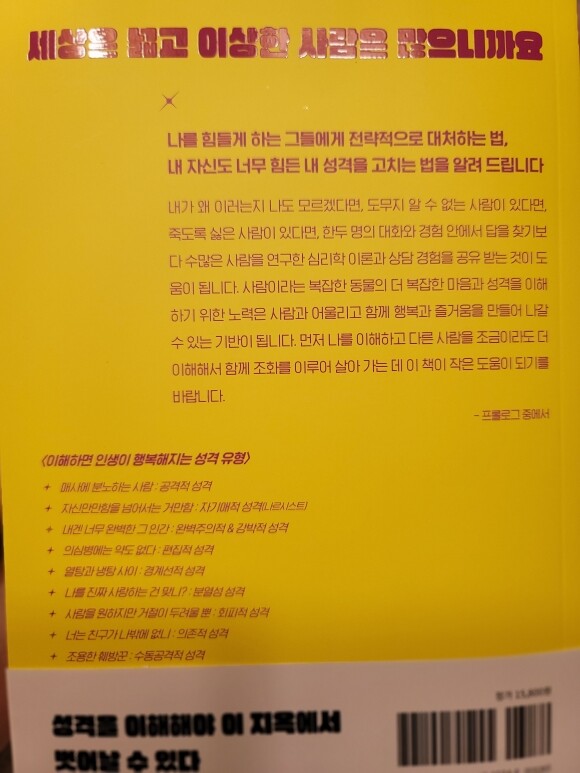 세상은 넓고 이상한 사람은 많으니까요
나를 힘들게 하는 그들에게 전략적으로 대처하는 법,
내 자신도 너무 힘든 내 성격을 고치는 법을 알려 드립니다
내가 왜 이러는지 나도 모르겠다면, 도무지 알 수 없는 사람이 있다면,
죽도록 싫은 사람이 있다면, 한두 명의 대화와 경험 안에서 답을 찾기보
다 수많은 사람을 연구한 심리학 이론과 상담 경험을 공유 받는 것이 도
움이 됩니다. 사람이라는 복잡한 동물의 더 복잡한 마음과 성격을 이해
하기 위한 노력은 사람과 어울리고 함께 행복과 즐거움을 만들어 나갈
수 있는 기반이 됩니다. 먼저 나를 이해하고 다른 사람을 조금이라도 더
이해해서 함께 조화를 이루어 살아 가는 데 이 책이 작은 도움이 되기를
바랍니다.
- 프롤로그 중에서
<이해하면 인생이 행복해지는 성격 유형>
+ 매사에 분노하는 사람 : 공격적 성격
+ 자신만만함을 넘어서는 거만함 : 자기애적 성격(나르시스트)
+ 내겐 너무 완벽한 그 인간 : 완벽주의적 & 강박적 성격
+ 의심병에는 약도 없다 : 편집적 성격
+ 열탕과 냉탕 사이 : 경계선적 성격
+ 나를 진짜 사랑하는 건 맞니? : 분열성 성격
+ 사람을 원하지만 거절이 두려울 뿐 : 회피적 성격
+ 너는 친구가 나밖에 없니 : 의존적 성격
+ 조용한 훼방꾼 : 수동공격적 성격
정가 15,800원
성격을 이해해야 이 지옥에서
벗어날 수 있다